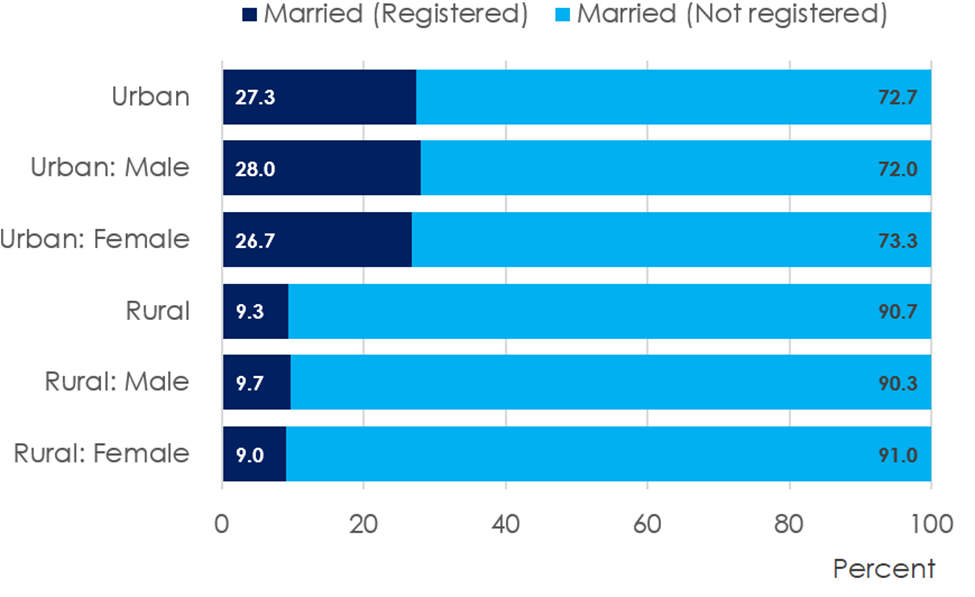 Married (Registered) Married (Not registered)
Urban 27.3 72.7
Urban: Male 28.0 72.0
Urban: Female 26.7 73.3
Rural 9.3 90.7
Rural: Male 9.7 90.3
Rural: Female 9.0 91.0
0 20 40 60 80 100
Percent